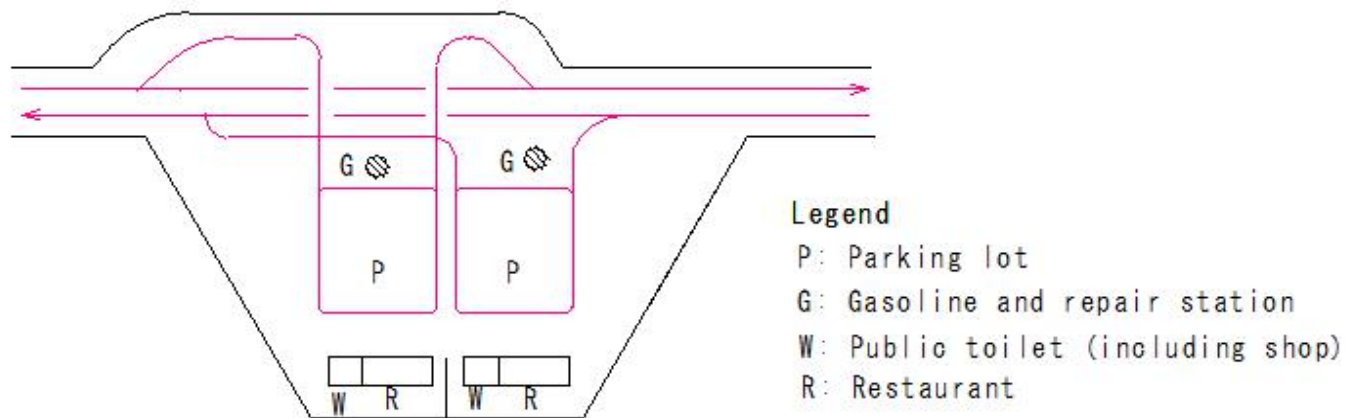 G G
P P
W R W R
Legend
P: Parking lot
G: Gasoline and repair station
W: Public toilet (including shop)
R: Restaurant